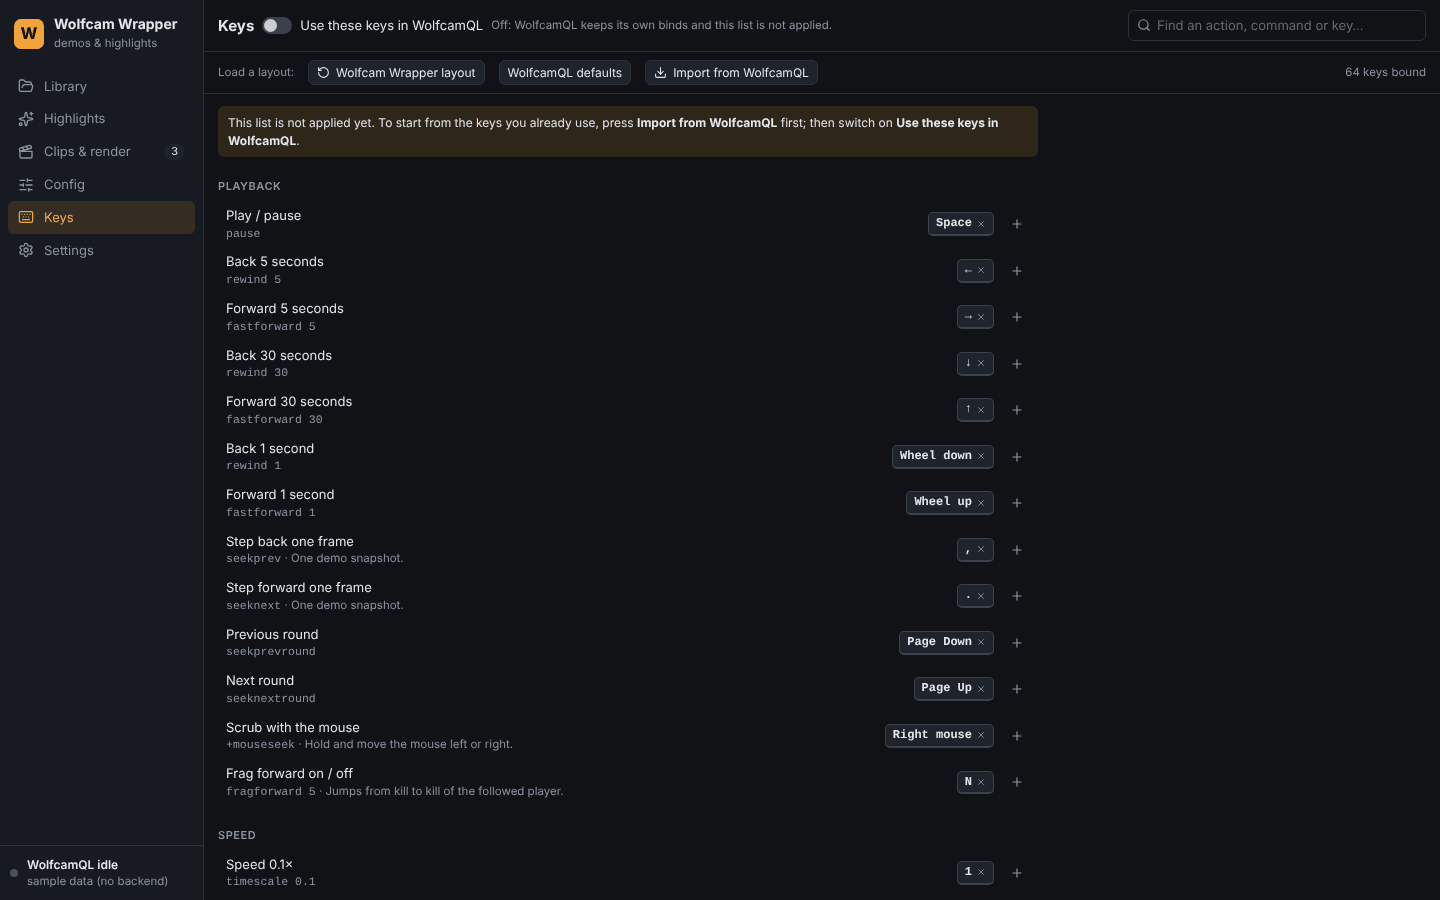 W
Wolfcam Wrapper
demos & highlights
Library
Highlights
Clips & render 3
Config
Keys
Settings
WolfcamQL idle
sample data (no backend)
Keys Use these keys in WolfcamQL Off: WolfcamQL keeps its own binds and this list is not applied. Find an action, command or key...
Load a layout: Wolfcam Wrapper layout WolfcamQL defaults Import from WolfcamQL 64 keys bound
This list is not applied yet. To start from the keys you already use, press Import from WolfcamQL first; then switch on Use these keys in
WolfcamQL.
PLAYBACK
Play / pause Space × +
pause
Back 5 seconds ← × +
rewind 5
Forward 5 seconds → × +
fastforward 5
Back 30 seconds ↓ × +
rewind 30
Forward 30 seconds ↑ × +
fastforward 30
Back 1 second Wheel down × +
rewind 1
Forward 1 second Wheel up × +
fastforward 1
Step back one frame , × +
seekprev · One demo snapshot.
Step forward one frame . × +
seeknext · One demo snapshot.
Previous round Page Down × +
seekprevround
Next round Page Up × +
seeknextround
Scrub with the mouse Right mouse × +
+mouseseek · Hold and move the mouse left or right.
Frag forward on / off N × +
fragforward 5 · Jumps from kill to kill of the followed player.
SPEED
Speed 0.1× 1 × +
timescale 0.1